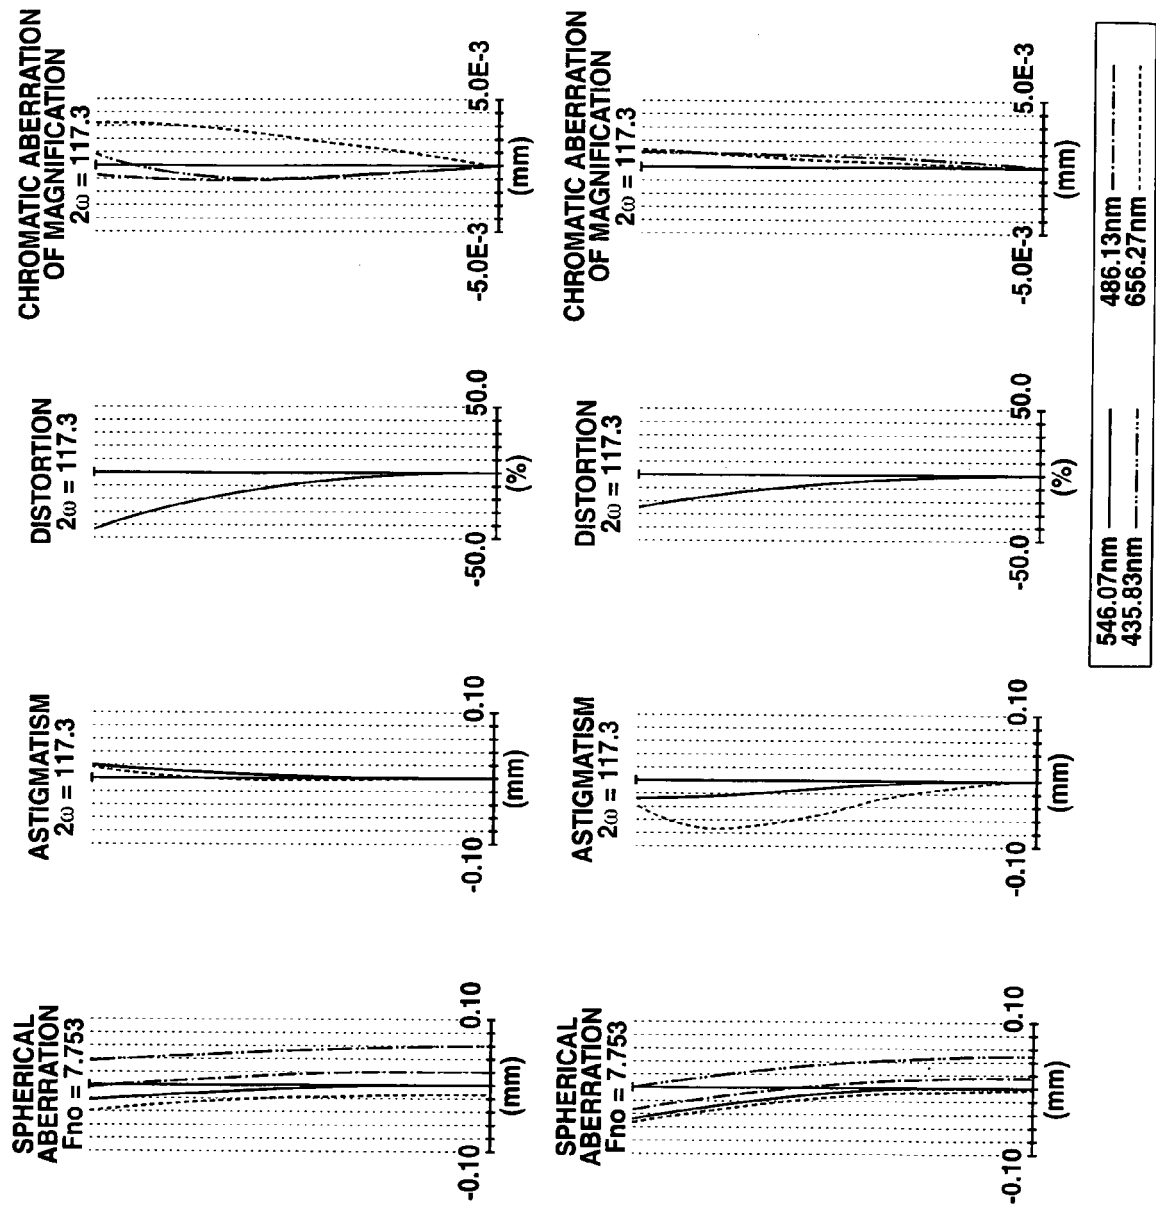 SPHERICAL
ABERRATION
Fno = 7.753
-0.10
0.10
(mm)
ASTIGMATISM
2ω = 117.3
-0.10
0.10
(mm)
DISTORTION
2ω = 117.3
-50.0
50.0
(%)
CHROMATIC ABERRATION
OF MAGNIFICATION
2ω = 117.3
-5.0E-3
5.0E-3
(mm)
SPHERICAL
ABERRATION
Fno = 7.753
-0.10
0.10
(mm)
ASTIGMATISM
2ω = 117.3
-0.10
0.10
(mm)
DISTORTION
2ω = 117.3
-50.0
50.0
(%)
CHROMATIC ABERRATION
OF MAGNIFICATION
2ω = 117.3
-5.0E-3
5.0E-3
(mm)
546.07nm
486.13nm
435.83nm
656.27nm